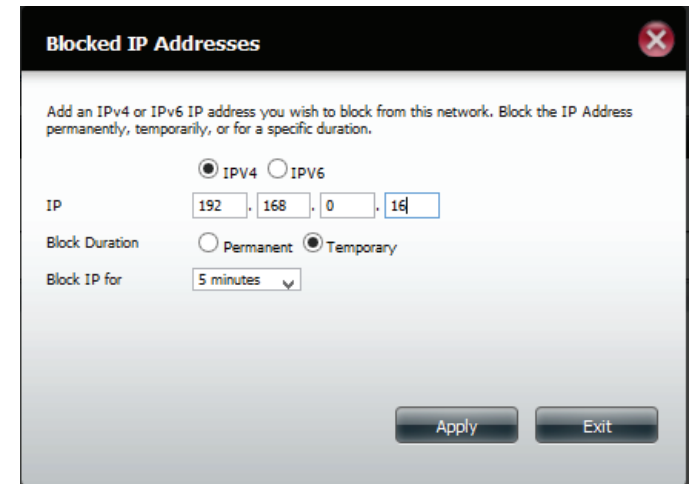 Blocked IP Addresses
Add an IPv4 or IPv6 IP address you wish to block from this network. Block the IP Address
permanently, temporarily, or for a specific duration.
IPV4 IPV6
IP 192 . 168 . 0 . 16
Block Duration Permanent Temporary
Block IP for 5 minutes
Apply Exit